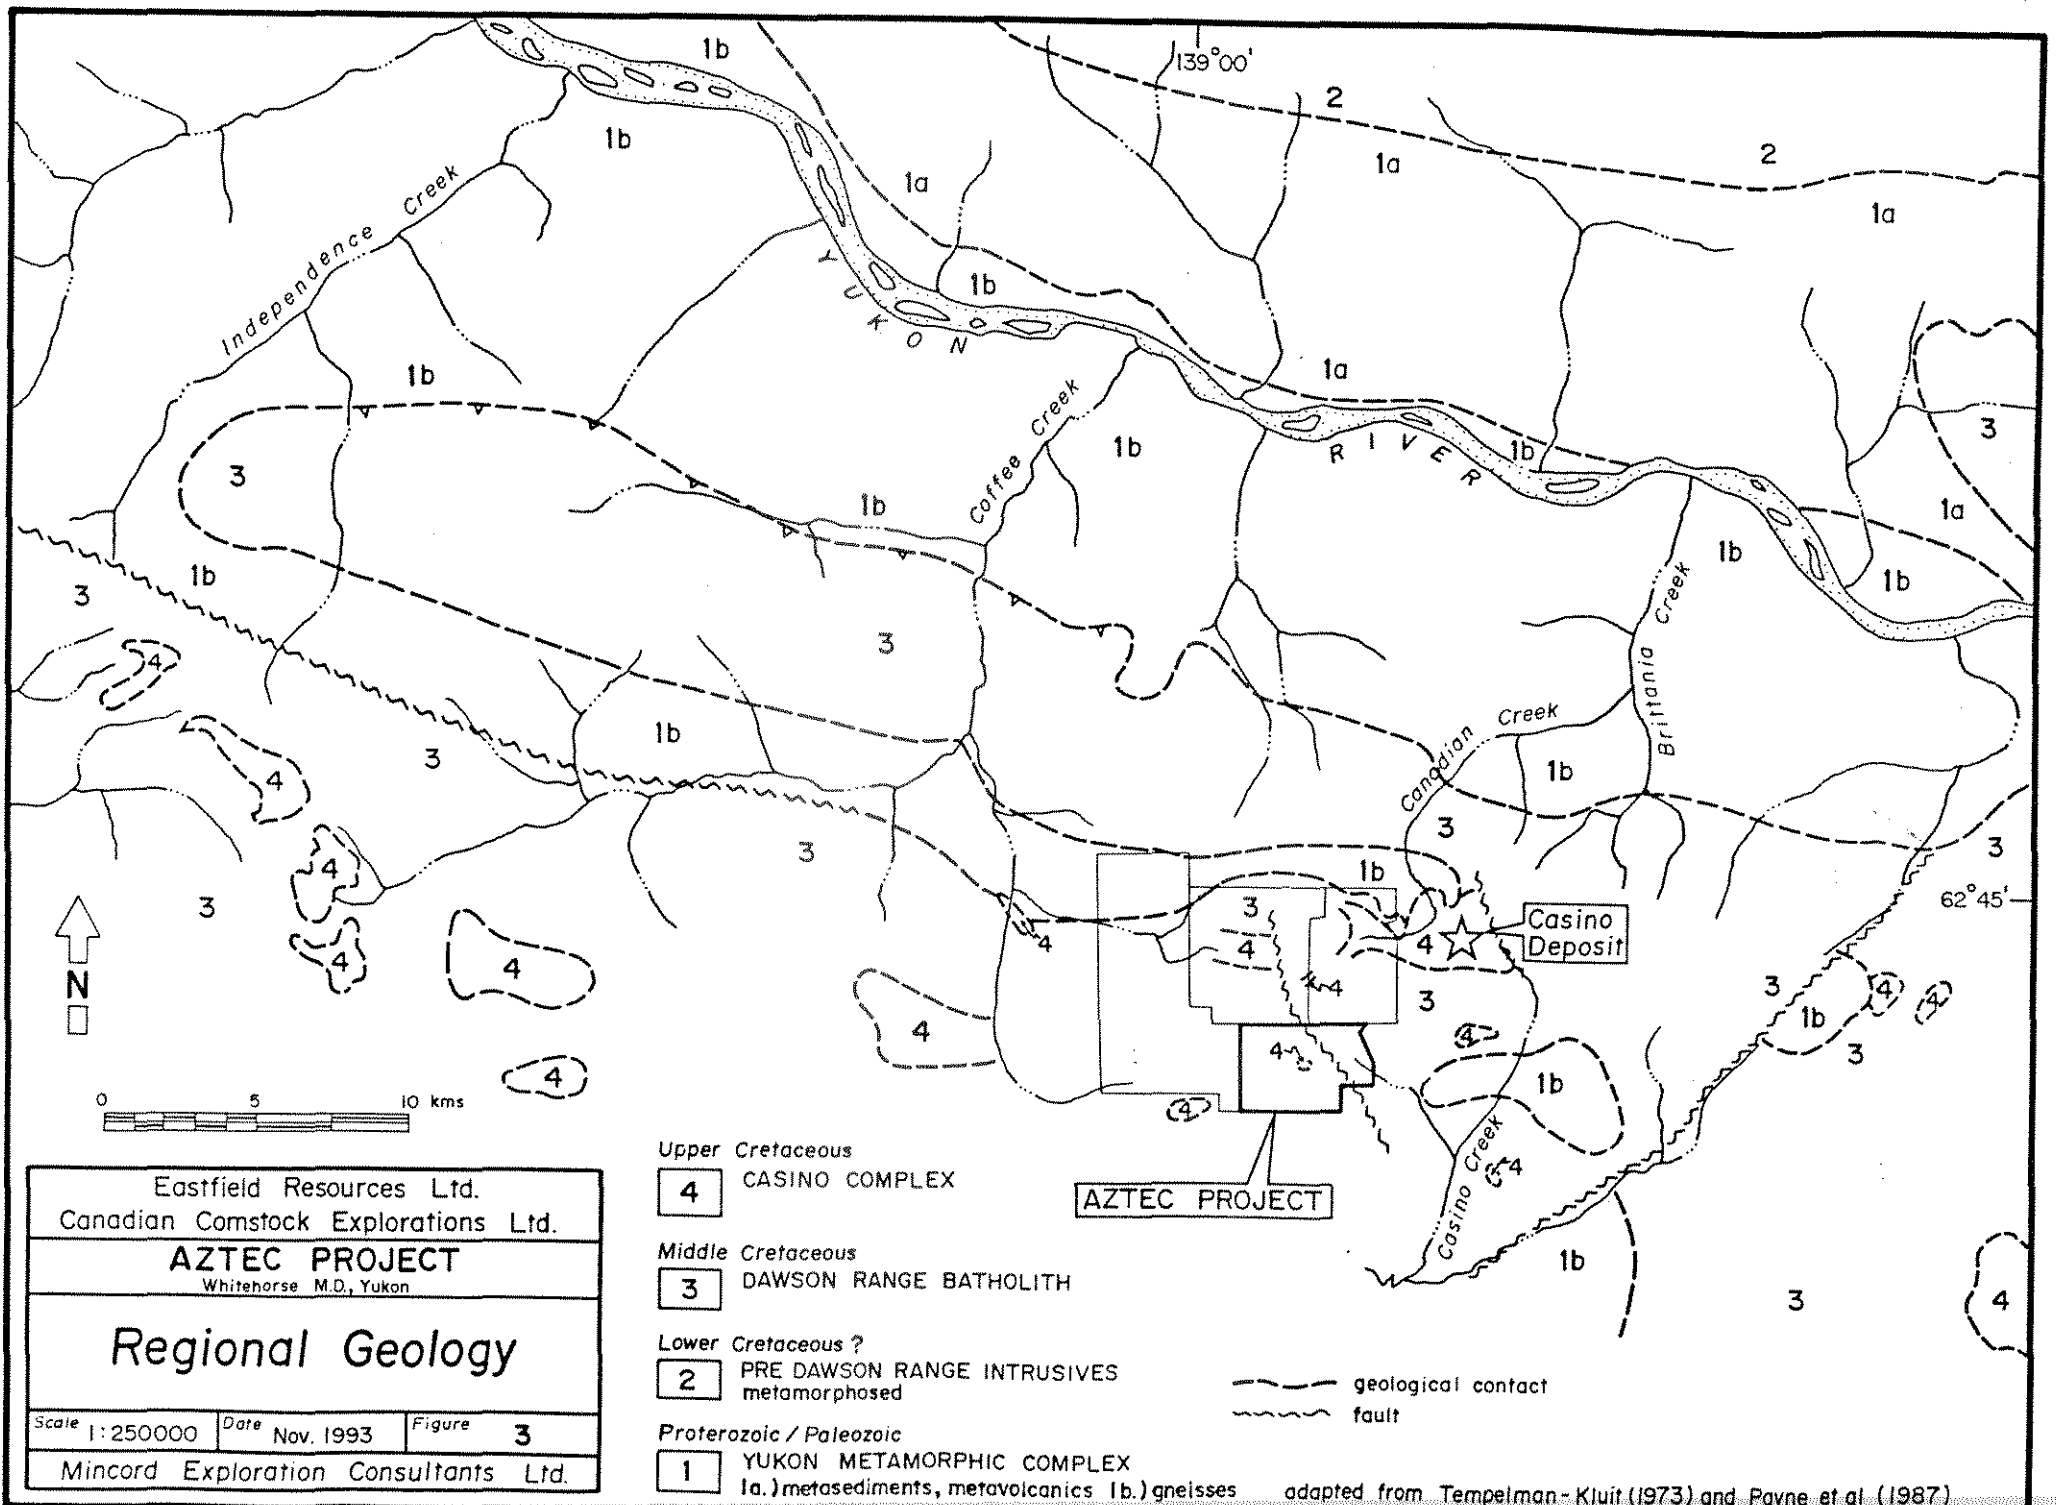 139°00'
1b
2
1b
1a
2
1a
1a
Independence Creek
1b
YUKON
1b
1a
1b
3
3
Coffee Creek
1b
RIVER
1b
1b
1a
1b
3
1b
1b
3
Brittania Creek
4
3
1b
Canadian Creek
3
1b
4
3
3
3
4
1b
62°45'
3
3
4
4
Casino
Deposit
4
4
4
N
4
4
3
3
1b
4
4
3
4
4
4
4
1b
0 5 10 kms
4
Casino Creek
4
AZTEC PROJECT
1b
3
4
Eastfield Resources Ltd.
Canadian Comstock Explorations Ltd.
AZTEC PROJECT
Whitehorse M.D., Yukon
Regional Geology
Scale 1:250000 Date Nov. 1993 Figure 3
Mincord Exploration Consultants Ltd.
Upper Cretaceous
4 CASINO COMPLEX
Middle Cretaceous
3 DAWSON RANGE BATHOLITH
Lower Cretaceous ?
2 PRE DAWSON RANGE INTRUSIVES
metamorphosed
Proterozoic / Paleozoic
1 YUKON METAMORPHIC COMPLEX
1a.) metasediments, metavolcanics 1b.) gneisses
geological contact
fault
adapted from Tempelman-Kluit (1973) and Payne et al (1987)